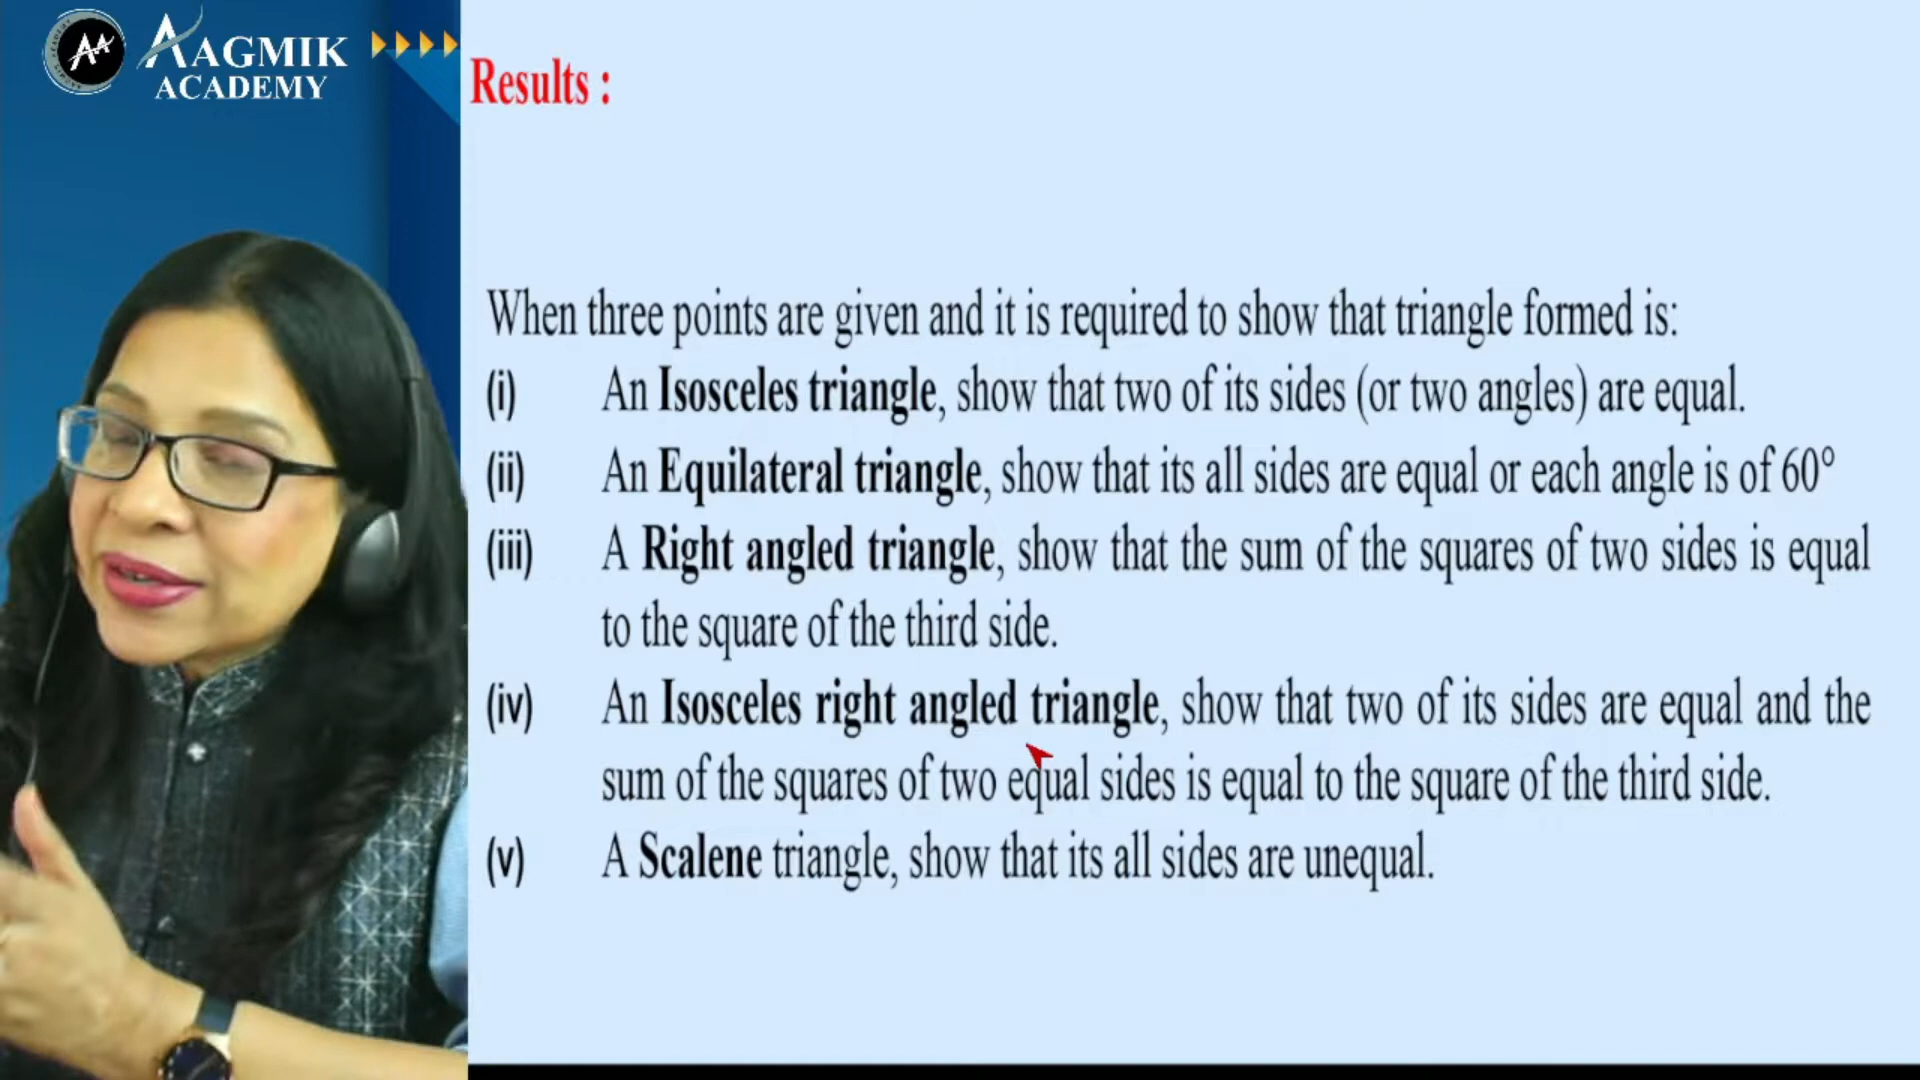 AAGMIK
ACADEMY
Results :
When three points are given and it is required to show that triangle formed is:
(i) An Isosceles triangle, show that two of its sides (or two angles) are equal.
(ii) An Equilateral triangle, show that its all sides are equal or each angle is of 60°
(iii) A Right angled triangle, show that the sum of the squares of two sides is equal
to the square of the third side.
(iv) An Isosceles right angled triangle, show that two of its sides are equal and the
sum of the squares of two equal sides is equal to the square of the third side.
(v) A Scalene triangle, show that its all sides are unequal.